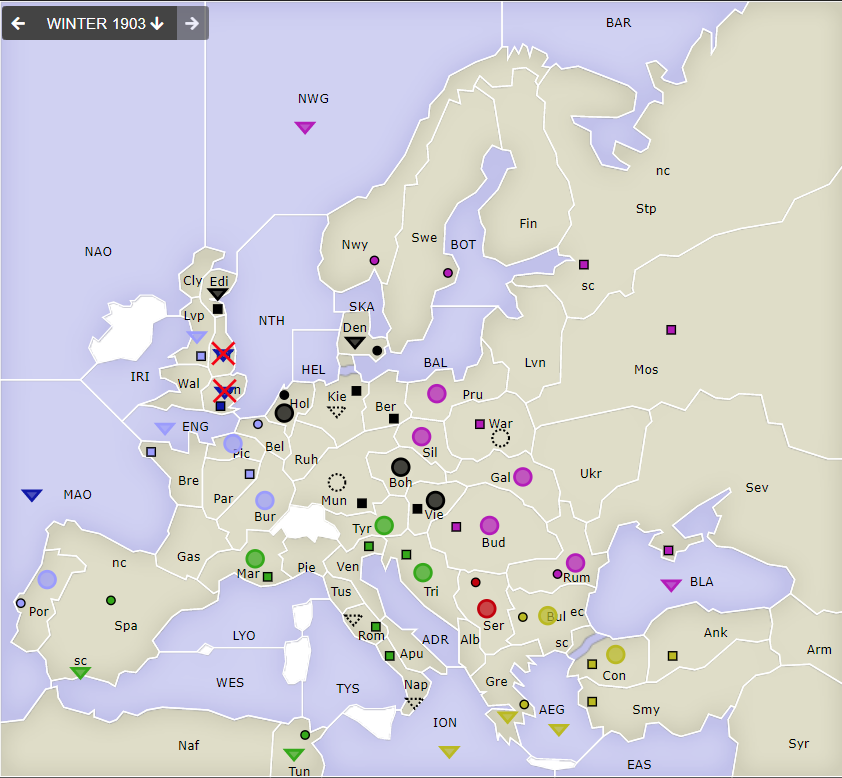 WINTER 1903
BAR
NWG
nc
Stp
NAO
Nwy
Swe
BOT
Fin
Cly
Edi
sc
SKA
Lvp
NTH
Den
Mos
IRI
Wal
HEL
BAL
Lvn
Kie
Ber
Pru
Hol
ENG
Pic
Bel
War
Ruh
Sil
Bre
Boh
Gal
Ukr
MAO
Par
Mun
Sev
Bur
Vie
Tyr
Bud
nc
Gas
Mar
Pie
Ven
Tri
Rum
BLA
Por
Spa
Tus
Ser
Bul
ec
LYO
Rom
ADR
Alb
sc
Ank
Arm
sc
Apu
Con
WES
TYS
Nap
Gre
AEG
Smy
ION
Naf
Tun
EAS
Syr